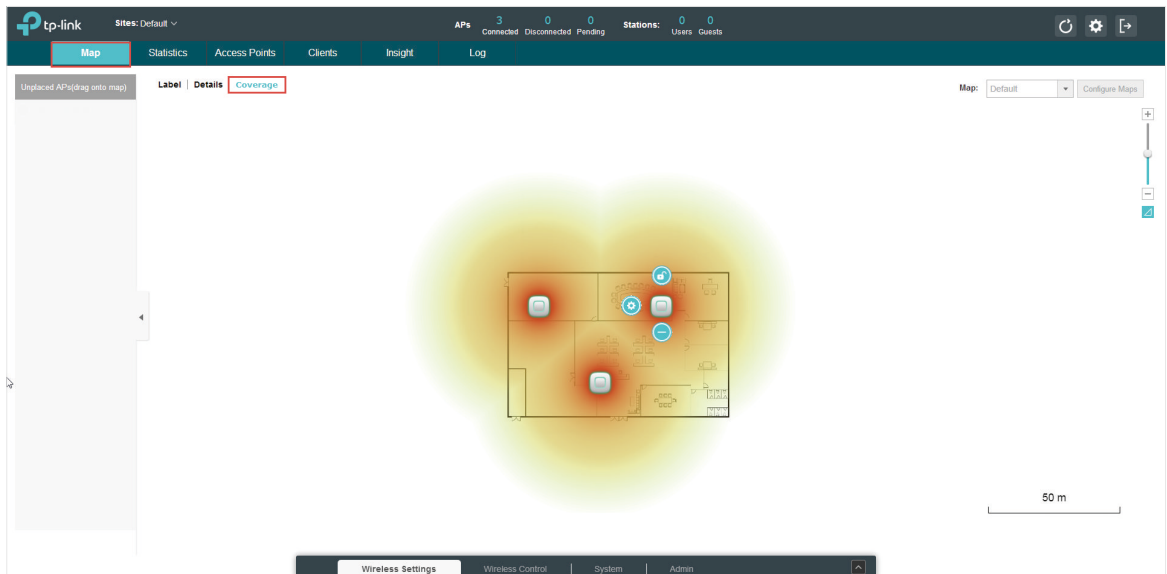 tp-link
Sites: Default
APs 3 0 0 Stations: 0 0
Connected Disconnected Pending Users Guests
Map Statistics Access Points Clients Insight Log
Unplaced APs(drag onto map)
Label | Details Coverage
Map: Default Configure Maps
50 m
Wireless Settings Wireless Control | System | Admin